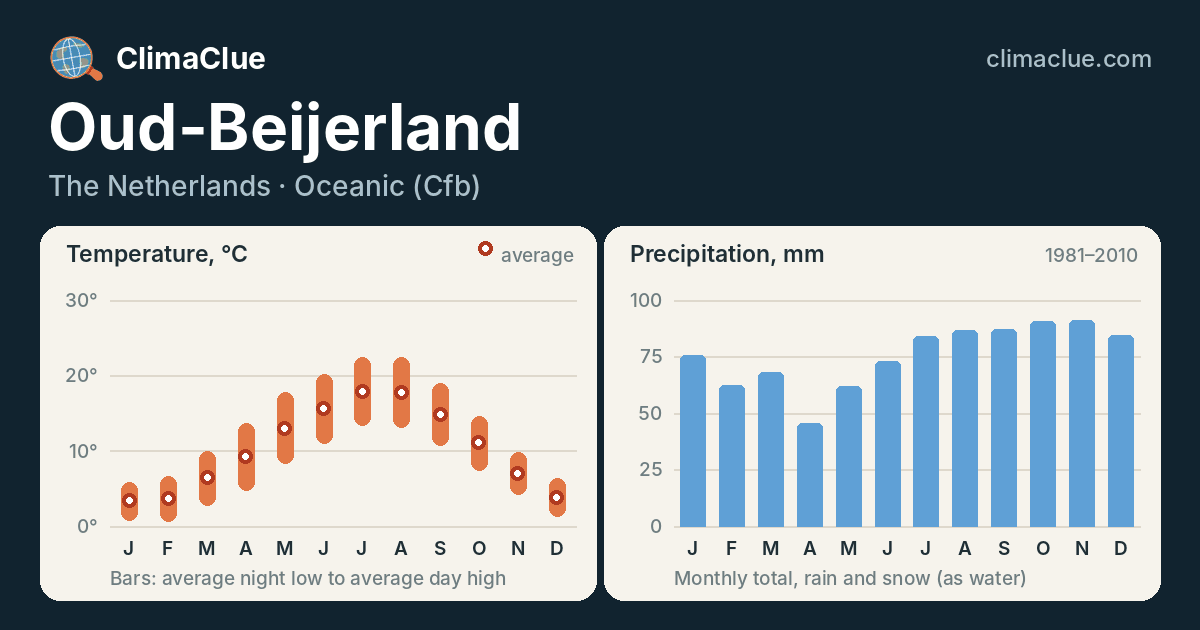 ClimaClue
climaclue.com
Oud-Beijerland
The Netherlands · Oceanic (Cfb)
Temperature, °C
average
30°
20°
10°
0°
J F M A M J J A S O N D
Bars: average night low to average day high
Precipitation, mm
1981–2010
100
75
50
25
0
J F M A M J J A S O N D
Monthly total, rain and snow (as water)